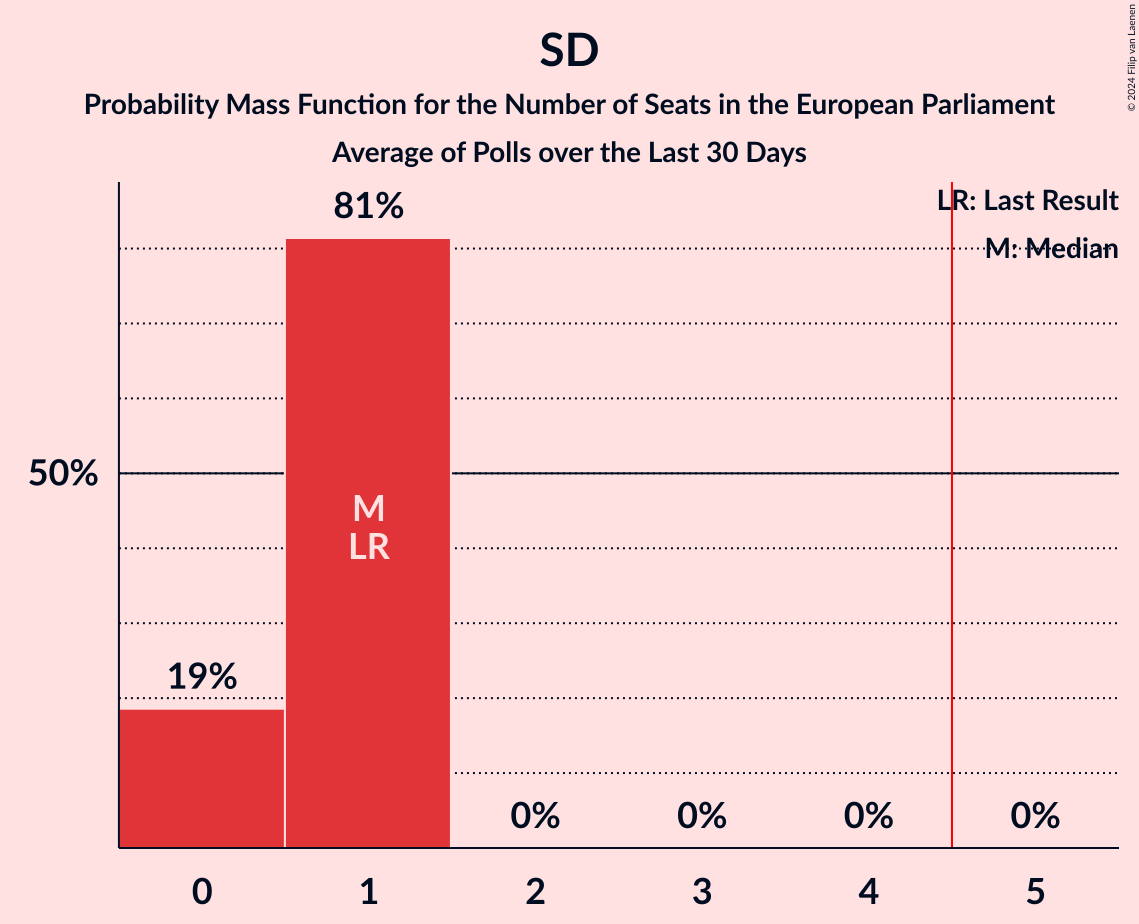 SD
Probability Mass Function for the Number of Seats in the European Parliament
Average of Polls over the Last 30 Days
© 2024 Filip van Laenen
LR: Last Result
M: Median
81%
50%
M
LR
19%
0%
0%
0%
0%
0
1
2
3
4
5